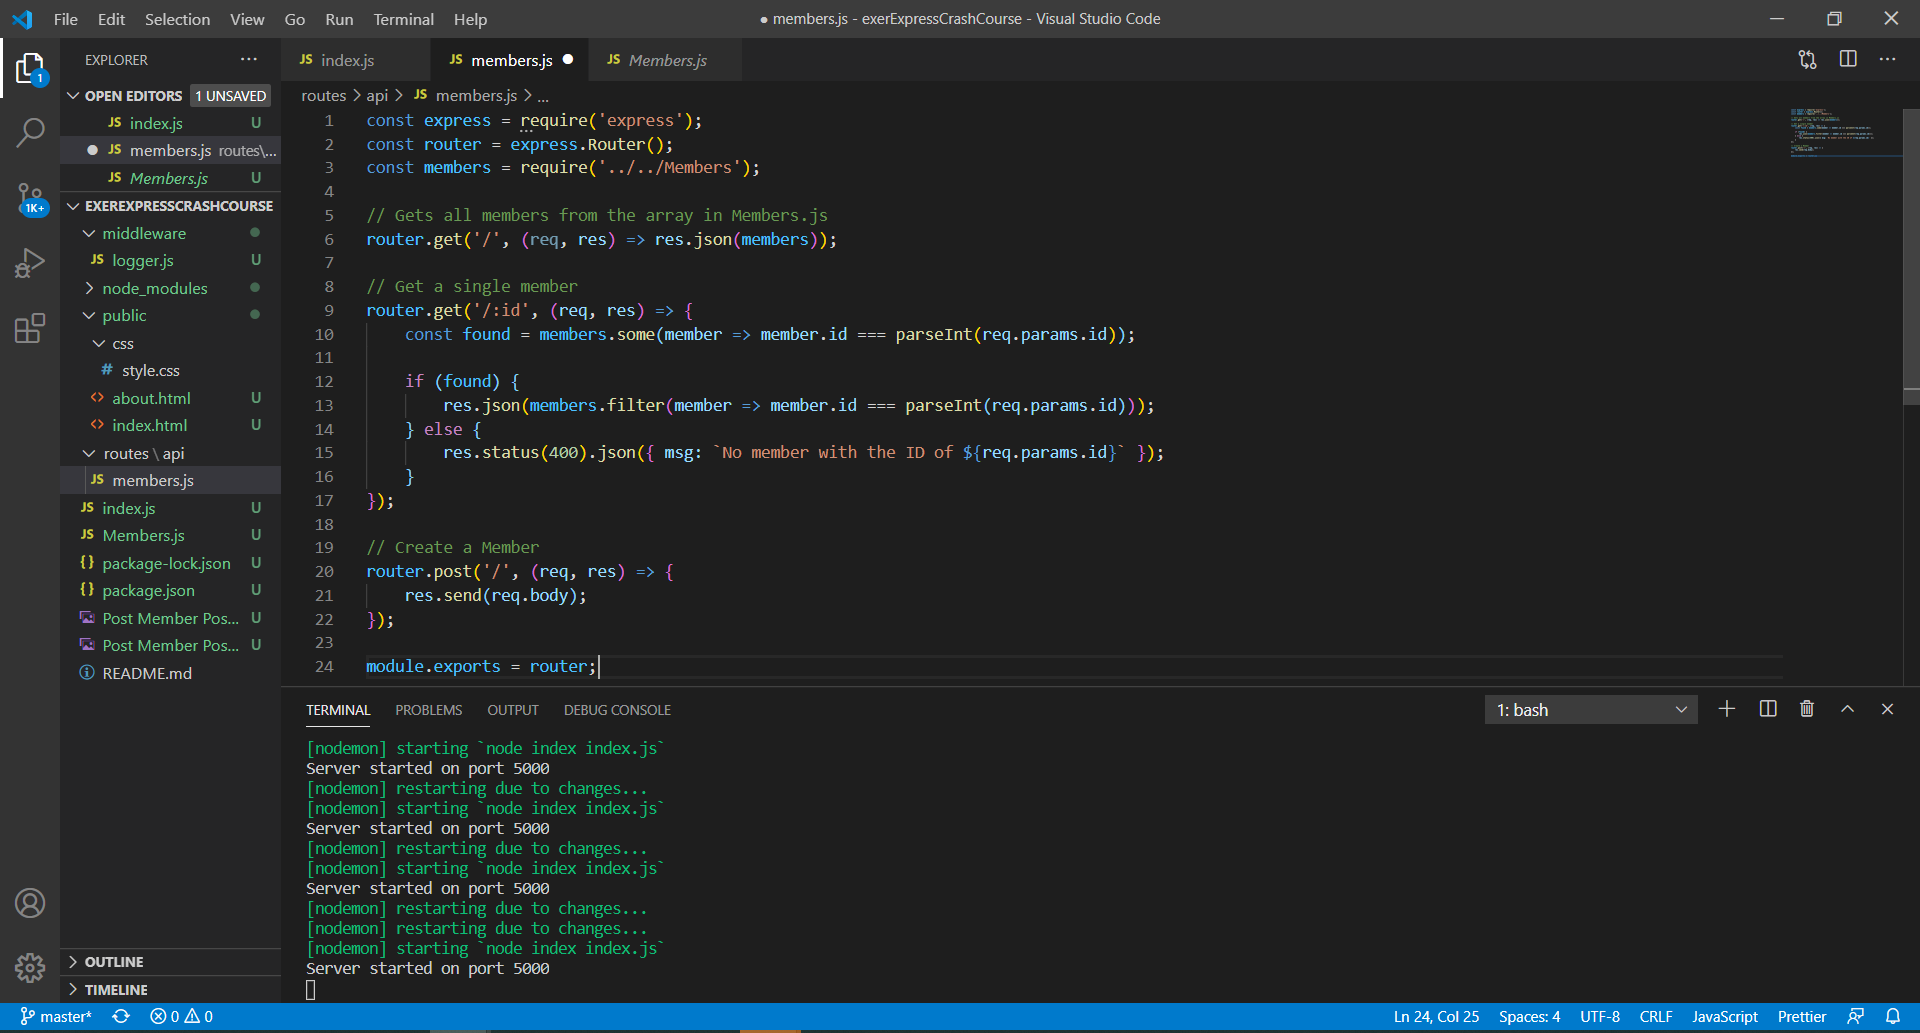 File Edit Selection View Go Run Terminal Help
● members.js - exerExpressCrashCourse - Visual Studio Code
EXPLORER
1
OPEN EDITORS 1 UNSAVED
JS index.js U
● JS members.js routes\...
JS Members.js U
1K+
EXEREXPRESSCRASHCOURSE
middleware
JS logger.js U
node_modules
public
css
# style.css
<> about.html U
<> index.html U
routes \ api
JS members.js
JS index.js U
JS Members.js U
{} package-lock.json U
{} package.json U
Post Member Pos... U
Post Member Pos... U
README.md
OUTLINE
TIMELINE
JS index.js
JS members.js ●
JS Members.js
routes > api > JS members.js > ...
1 const express = require('express');
2 const router = express.Router();
3 const members = require('../../Members');
4
5 // Gets all members from the array in Members.js
6 router.get('/', (req, res) => res.json(members));
7
8 // Get a single member
9 router.get('/:id', (req, res) => {
10 const found = members.some(member => member.id === parseInt(req.params.id));
11
12 if (found) {
13 res.json(members.filter(member => member.id === parseInt(req.params.id)));
14 } else {
15 res.status(400).json({ msg: `No member with the ID of ${req.params.id}` });
16 }
17 });
18
19 // Create a Member
20 router.post('/', (req, res) => {
21 res.send(req.body);
22 });
23
24 module.exports = router;
TERMINAL PROBLEMS OUTPUT DEBUG CONSOLE
1: bash
[nodemon] starting `node index index.js`
Server started on port 5000
[nodemon] restarting due to changes...
[nodemon] starting `node index index.js`
Server started on port 5000
[nodemon] restarting due to changes...
[nodemon] starting `node index index.js`
Server started on port 5000
[nodemon] restarting due to changes...
[nodemon] restarting due to changes...
[nodemon] starting `node index index.js`
Server started on port 5000
master* 0 0
Ln 24, Col 25 Spaces: 4 UTF-8 CRLF JavaScript Prettier